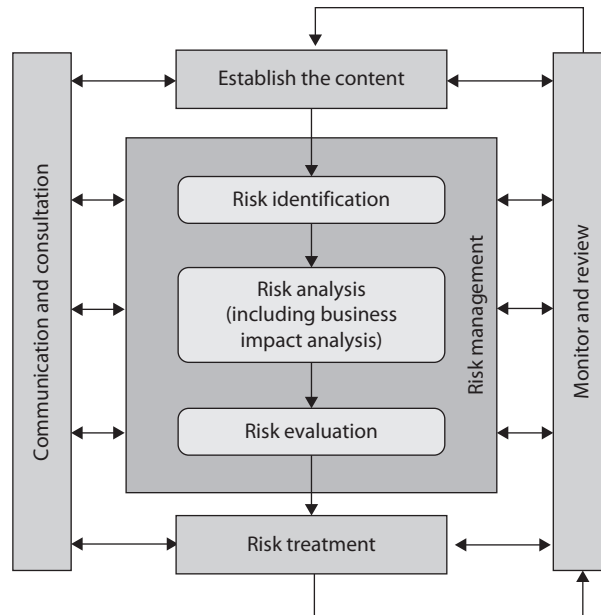 Establish the content
Communication and consultation
Risk identification
Risk analysis
(including business
impact analysis)
Risk evaluation
Risk management
Monitor and review
Risk treatment